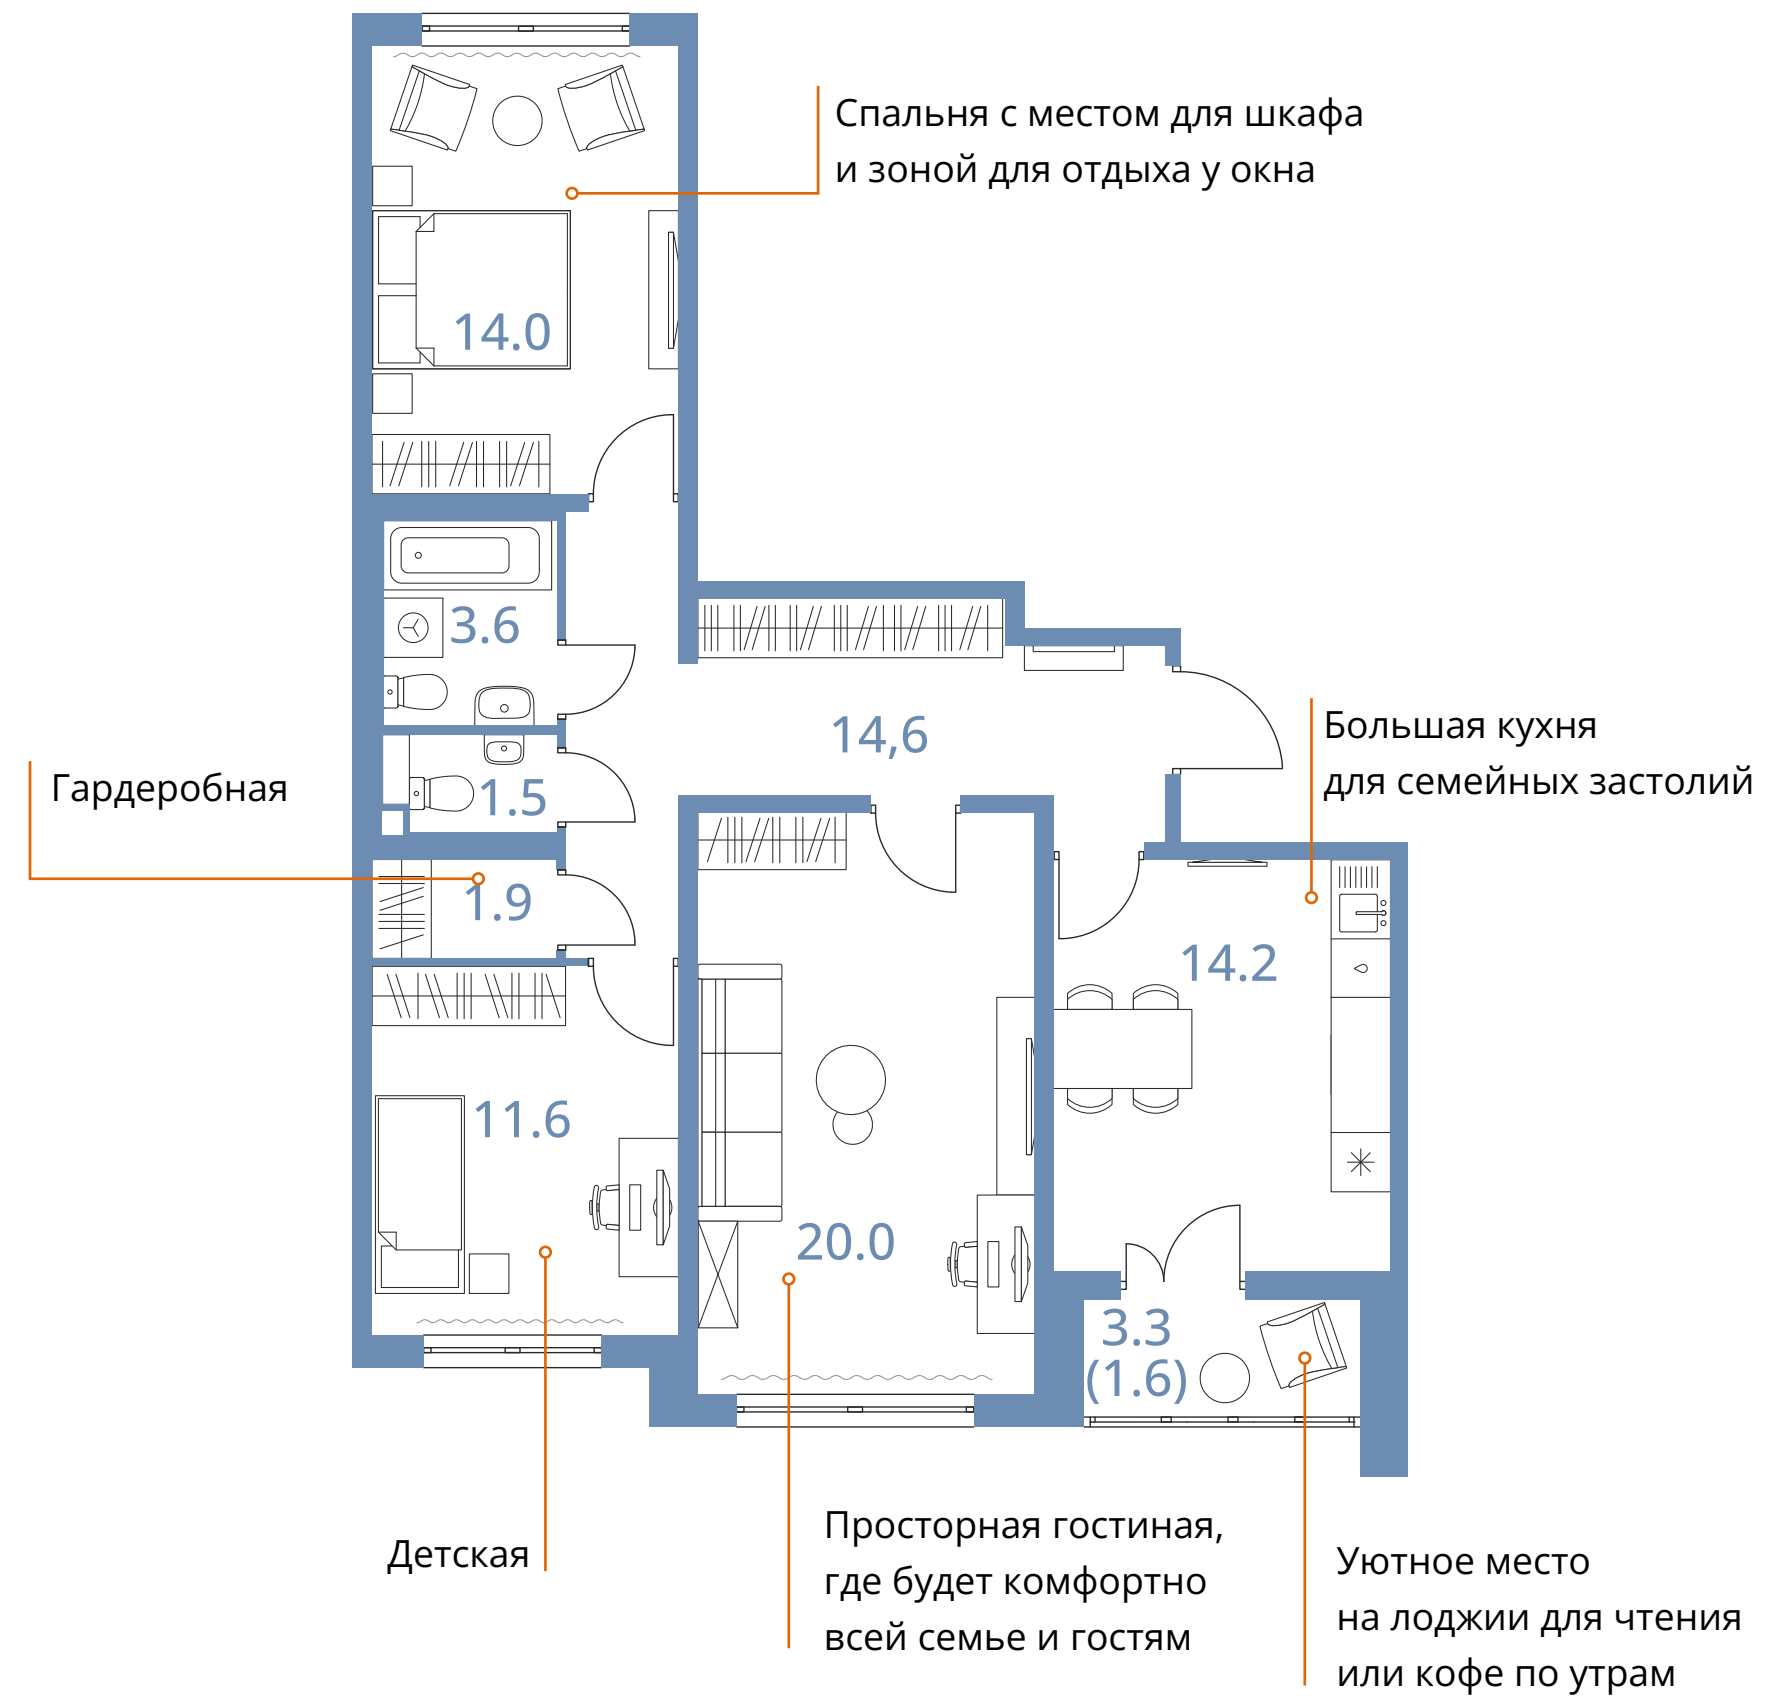 Спальня с местом для шкафа
и зоной для отдыха у окна
14.0
3.6
14,6
Большая кухня
для семейных застолий
Гардеробная
1.5
1.9
14.2
11.6
20.0
3.3
(1.6)
Детская
Просторная гостиная,
где будет комфортно
всей семье и гостям
Уютное место
на лоджии для чтения
или кофе по утрам